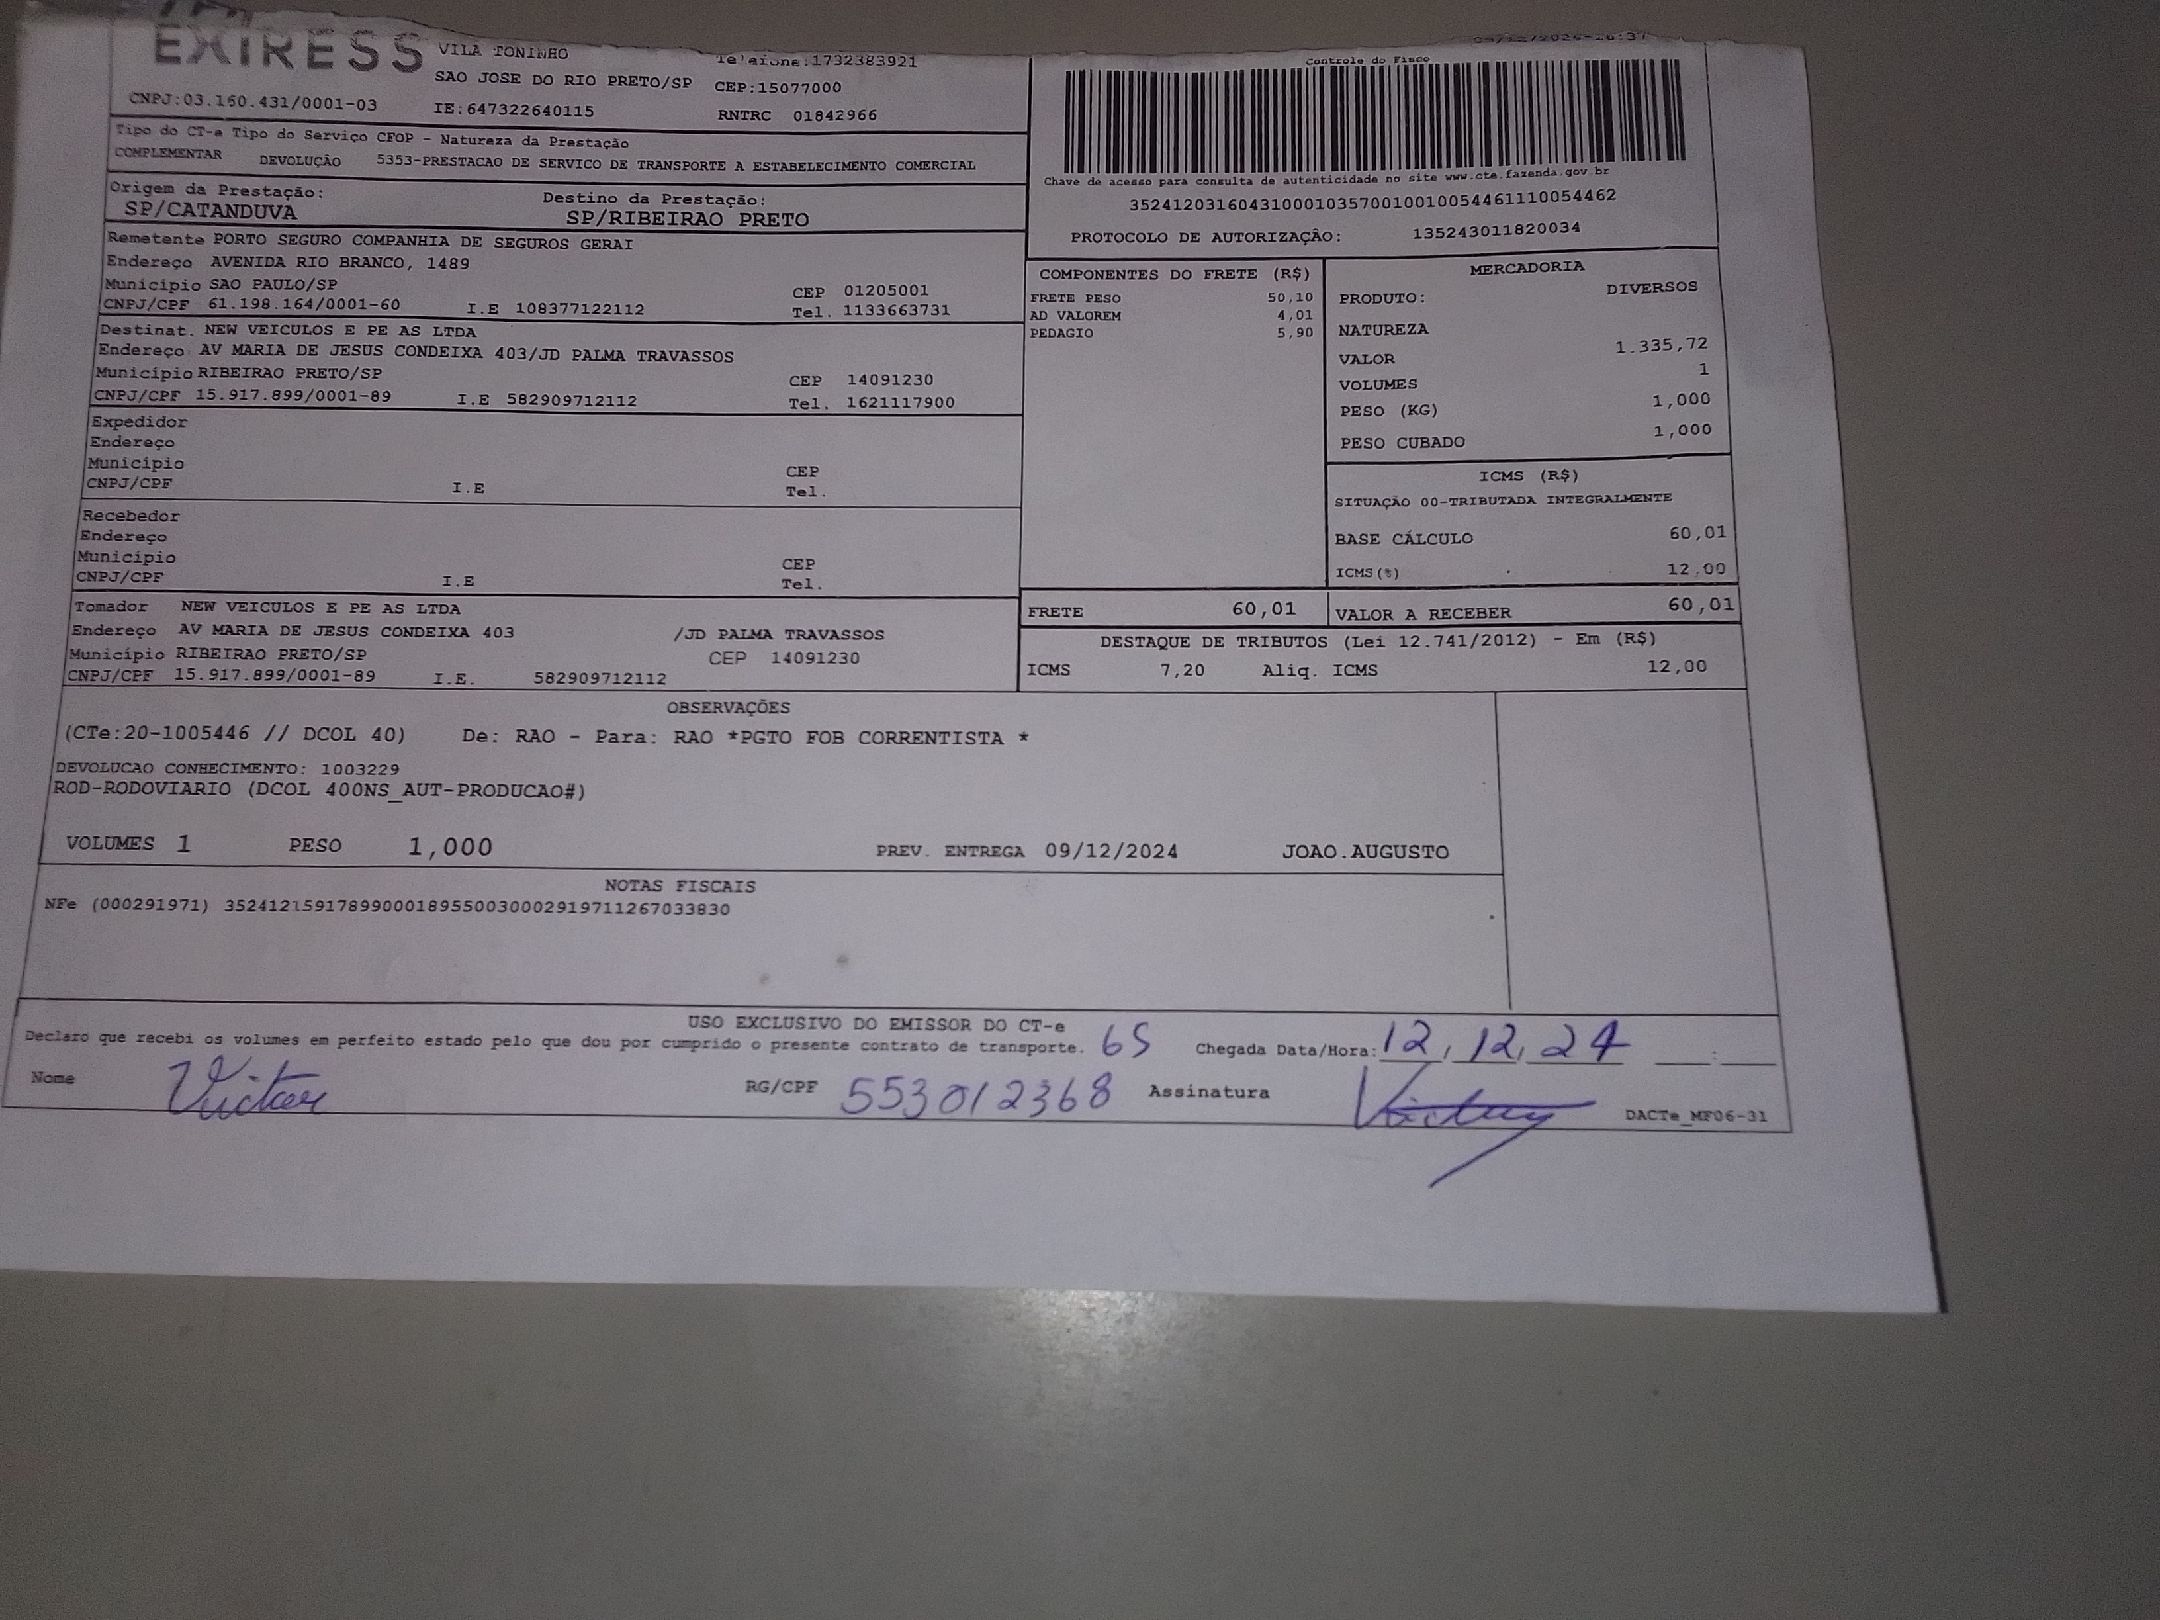 EXIRESS
VILA TONINHO
Telefone:1732383921
SAO JOSE DO RIO PRETO/SP CEP:15077000
CNPJ:03.160.431/0001-03 IE:647322640115 RNTRC 01842966
Tipo do CT-e Tipo do Serviço CFOP - Natureza da Prestação
COMPLEMENTAR DEVOLUÇÃO 5353-PRESTACAO DE SERVICO DE TRANSPORTE A ESTABELECIMENTO COMERCIAL
Origem da Prestação: Destino da Prestação:
SP/CATANDUVA SP/RIBEIRAO PRETO
Controle do Fisco
Chave de acesso para consulta de autenticidade no site www.cte.fazenda.gov.br
35241203160431000103570010010054461110054462
PROTOCOLO DE AUTORIZAÇÃO: 135243011820034
Remetente PORTO SEGURO COMPANHIA DE SEGUROS GERAI
Endereço AVENIDA RIO BRANCO, 1489
Município SAO PAULO/SP CEP 01205001
CNPJ/CPF 61.198.164/0001-60 I.E 108377122112 Tel. 1133663731
Destinat. NEW VEICULOS E PE AS LTDA
Endereço AV MARIA DE JESUS CONDEIXA 403/JD PALMA TRAVASSOS
Município RIBEIRAO PRETO/SP CEP 14091230
CNPJ/CPF 15.917.899/0001-89 I.E 582909712112 Tel. 1621117900
Expedidor
Endereço
Município CEP
CNPJ/CPF I.E Tel.
Recebedor
Endereço
Município CEP
CNPJ/CPF I.E Tel.
Tomador NEW VEICULOS E PE AS LTDA
Endereço AV MARIA DE JESUS CONDEIXA 403 /JD PALMA TRAVASSOS
Município RIBEIRAO PRETO/SP CEP 14091230
CNPJ/CPF 15.917.899/0001-89 I.E. 582909712112
COMPONENTES DO FRETE (R$)
FRETE PESO 50,10
AD VALOREM 4,01
PEDAGIO 5,90
MERCADORIA
PRODUTO: DIVERSOS
NATUREZA
VALOR 1.335,72
VOLUMES 1
PESO (KG) 1,000
PESO CUBADO 1,000
ICMS (R$)
SITUAÇÃO 00-TRIBUTADA INTEGRALMENTE
BASE CÁLCULO 60,01
ICMS(%) 12,00
FRETE 60,01 VALOR A RECEBER 60,01
DESTAQUE DE TRIBUTOS (Lei 12.741/2012) - Em (R$)
ICMS 7,20 Aliq. ICMS 12,00
OBSERVAÇÕES
(CTe:20-1005446 // DCOL 40) De: RAO - Para: RAO *PGTO FOB CORRENTISTA *
DEVOLUCAO CONHECIMENTO: 1003229
ROD-RODOVIARIO (DCOL 400NS_AUT-PRODUCAO#)
VOLUMES 1 PESO 1,000 PREV. ENTREGA 09/12/2024 JOAO.AUGUSTO
NOTAS FISCAIS
NFe (000291971) 35241215917899000189550030002919711267033830
USO EXCLUSIVO DO EMISSOR DO CT-e
Declaro que recebi os volumes em perfeito estado pelo que dou por cumprido o presente contrato de transporte. 65 Chegada Data/Hora: 12/12/24 :
Nome Victor RG/CPF 553012368 Assinatura Victor DACTe_MF06-31